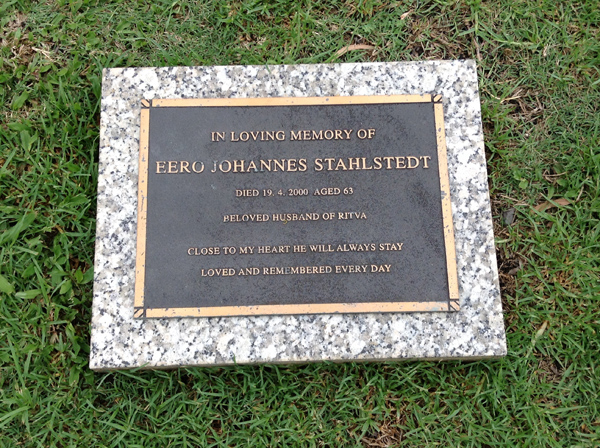 IN LOVING MEMORY OF
EERO JOHANNES STAHLSTEDT
DIED 19. 4. 2000 AGED 63
BELOVED HUSBAND OF RITVA
CLOSE TO MY HEART HE WILL ALWAYS STAY
LOVED AND REMEMBERED EVERY DAY